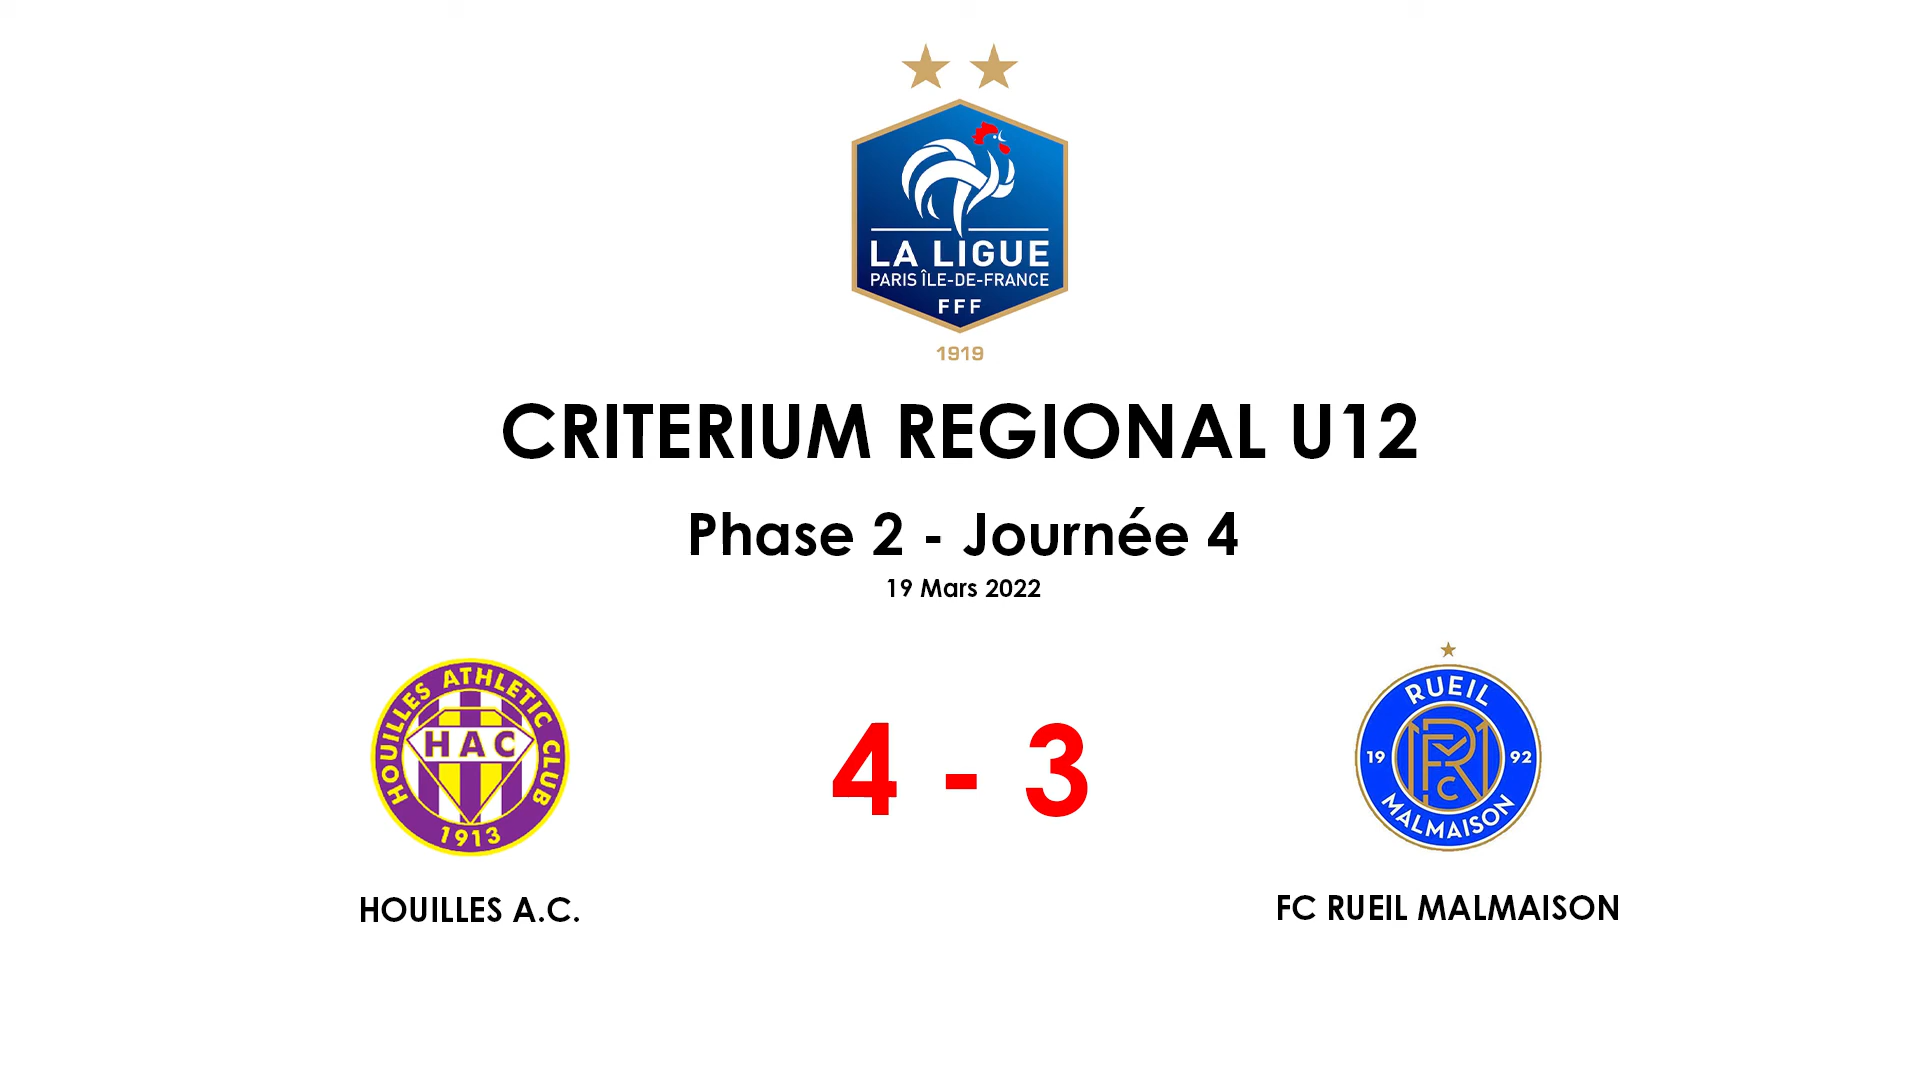 LA LIGUE
PARIS ÎLE-DE-FRANCE
FFF
1919
CRITERIUM REGIONAL U12
Phase 2 - Journée 4
19 Mars 2022
HOUILLES ATHLETIC CLUB
HAC
1913
4 - 3
RUEIL
19 92
MALMAISON
HOUILLES A.C.
FC RUEIL MALMAISON